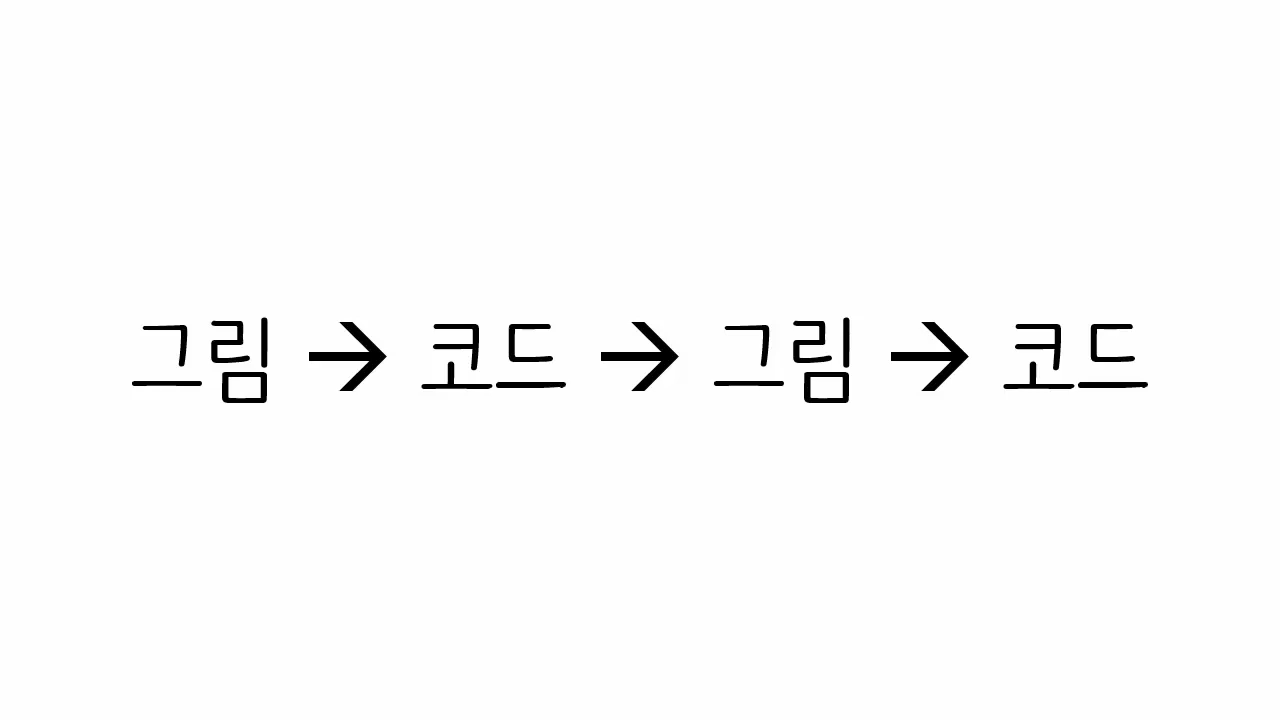 그림 → 코드 → 그림 → 코드